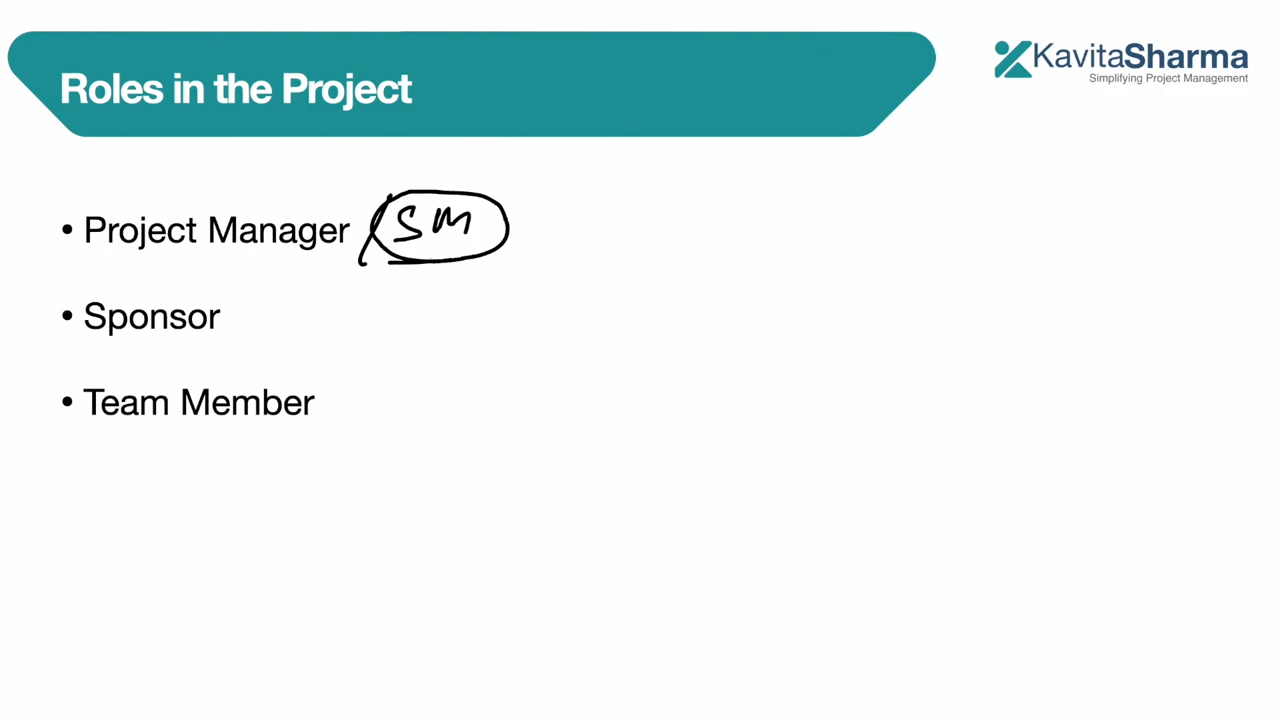 Roles in the Project
KavitaSharma
Simplifying Project Management
• Project Manager / SM
• Sponsor
• Team Member